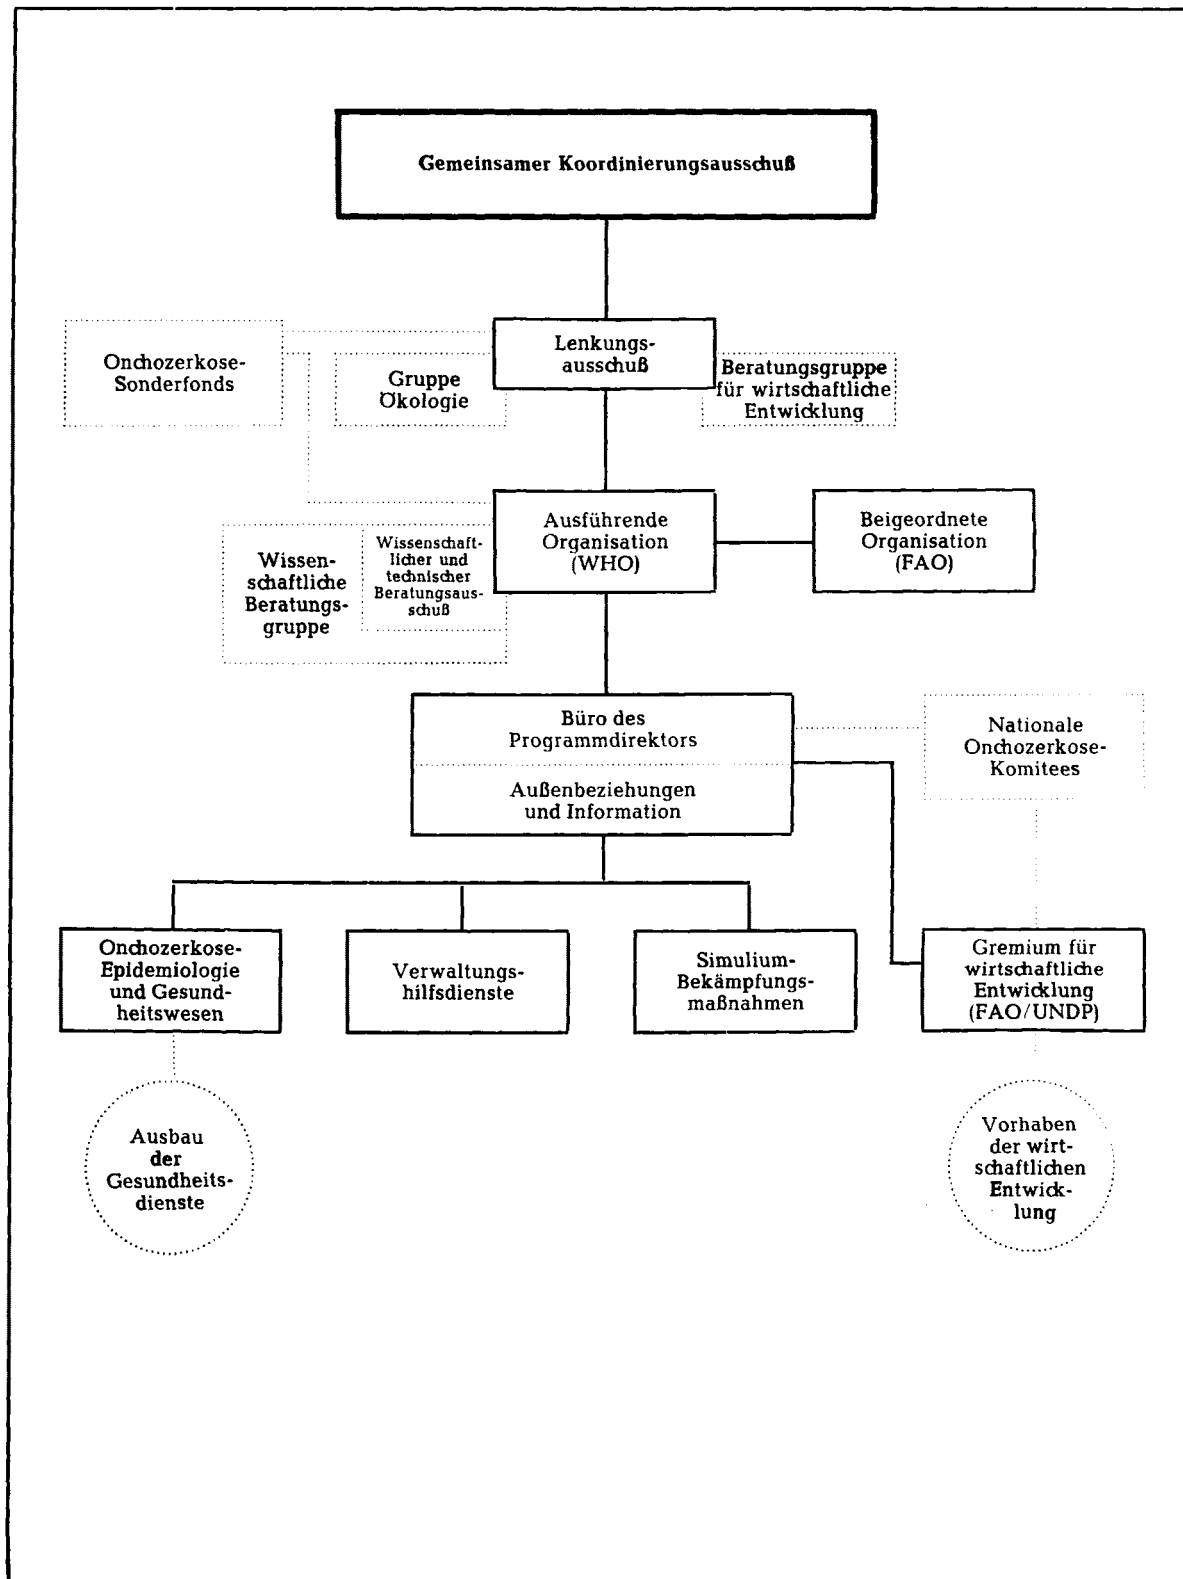 Gemeinsamer Koordinierungsausschuß
Onchozerkose-
Sonderfonds
Gruppe
Ökologie
Lenkungs-
ausschuß
Beratungsgruppe
für wirtschaftliche
Entwicklung
Wissen-
schaftliche
Beratungs-
gruppe
Wissenschaft-
licher und
technischer
Beratungsaus-
schuß
Ausführende
Organisation
(WHO)
Beigeordnete
Organisation
(FAO)
Büro des
Programmdirektors
Außenbeziehungen
und Information
Nationale
Onchozerkose-
Komitees
Onchozerkose-
Epidemiologie
und Gesund-
heitswesen
Verwaltungs-
hilfsdienste
Simulium-
Bekämpfungs-
maßnahmen
Gremium für
wirtschaftliche
Entwicklung
(FAO/UNDP)
Ausbau
der
Gesundheits-
dienste
Vorhaben
der wirt-
schaftlichen
Entwick-
lung